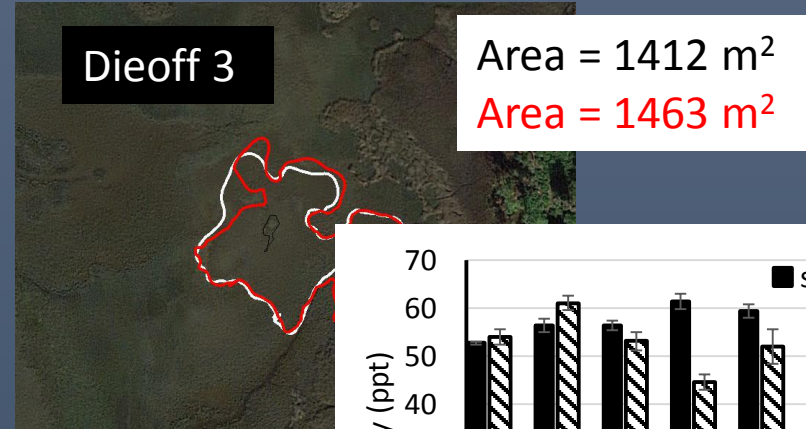 Dieoff 3
Area = 1412 m²
Area = 1463 m²
70
60
50
40
(ppt)